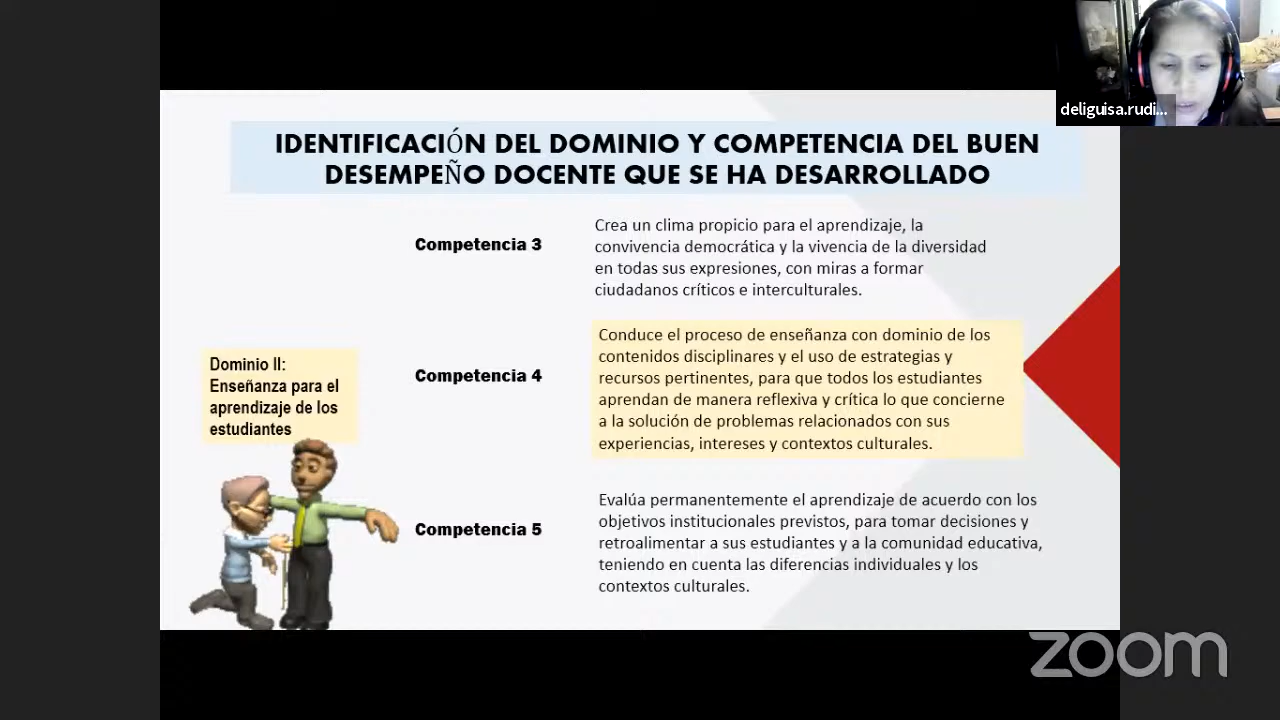 deliguisa.rudi...
IDENTIFICACIÓN DEL DOMINIO Y COMPETENCIA DEL BUEN
DESEMPEÑO DOCENTE QUE SE HA DESARROLLADO
Competencia 3
Crea un clima propicio para el aprendizaje, la
convivencia democrática y la vivencia de la diversidad
en todas sus expresiones, con miras a formar
ciudadanos críticos e interculturales.
Dominio II:
Enseñanza para el
aprendizaje de los
estudiantes
Competencia 4
Conduce el proceso de enseñanza con dominio de los
contenidos disciplinares y el uso de estrategias y
recursos pertinentes, para que todos los estudiantes
aprendan de manera reflexiva y crítica lo que concierne
a la solución de problemas relacionados con sus
experiencias, intereses y contextos culturales.
Competencia 5
Evalúa permanentemente el aprendizaje de acuerdo con los
objetivos institucionales previstos, para tomar decisiones y
retroalimentar a sus estudiantes y a la comunidad educativa,
teniendo en cuenta las diferencias individuales y los
contextos culturales.
zoom